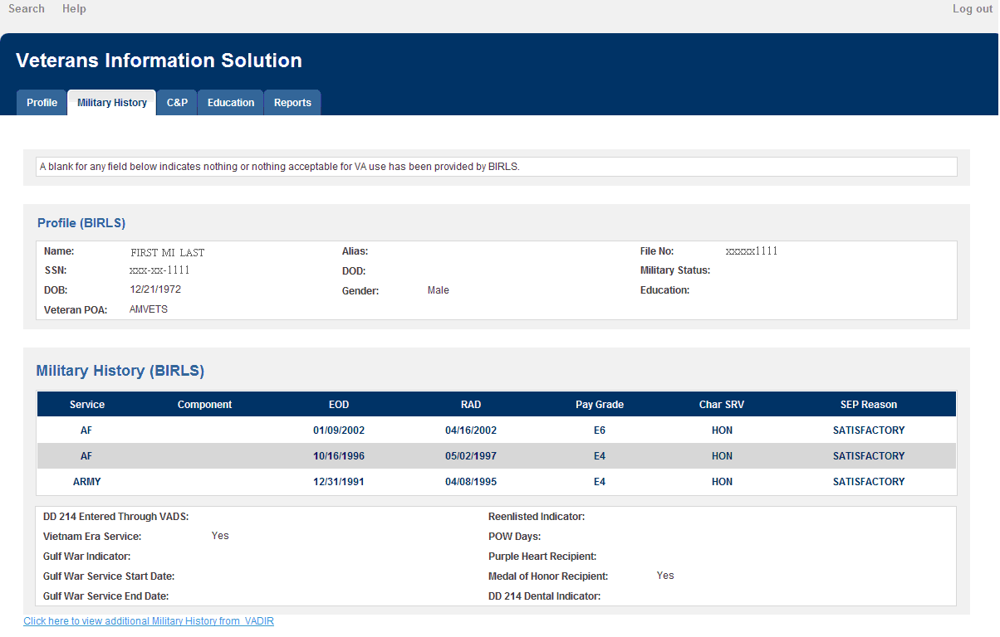 Search Help Log out
Veterans Information Solution
Profile Military History C&P Education Reports
A blank for any field below indicates nothing or nothing acceptable for VA use has been provided by BIRLS.
Profile (BIRLS)
Name: FIRST MI LAST Alias: File No: xxxxx1111
SSN: xxx-xx-1111 DOD: Military Status:
DOB: 12/21/1972 Gender: Male Education:
Veteran POA: AMVETS
Military History (BIRLS)
Service Component EOD RAD Pay Grade Char SRV SEP Reason
AF 01/09/2002 04/16/2002 E6 HON SATISFACTORY
AF 10/16/1996 05/02/1997 E4 HON SATISFACTORY
ARMY 12/31/1991 04/08/1995 E4 HON SATISFACTORY
DD 214 Entered Through VADS: Reenlisted Indicator:
Vietnam Era Service: Yes POW Days:
Gulf War Indicator: Purple Heart Recipient:
Gulf War Service Start Date: Medal of Honor Recipient: Yes
Gulf War Service End Date: DD 214 Dental Indicator:
Click here to view additional Military History from VADIR